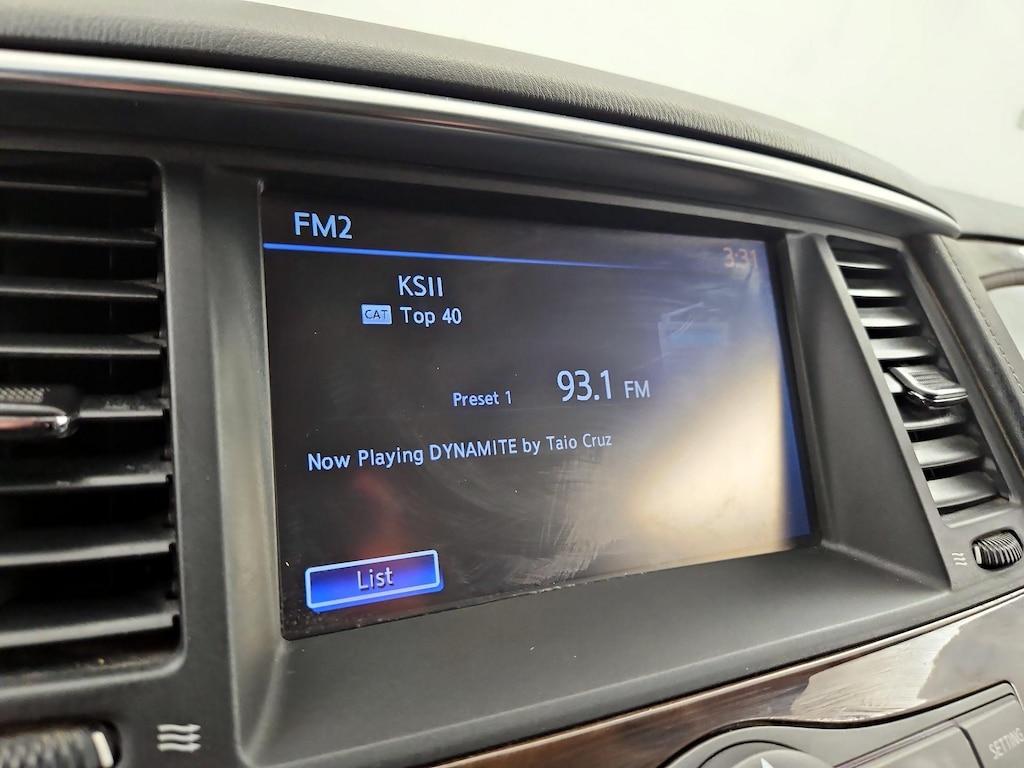 FM2
3:31
KSII
CAT Top 40
Preset 1 93.1 FM
Now Playing DYNAMITE by Taio Cruz
List
SETTING